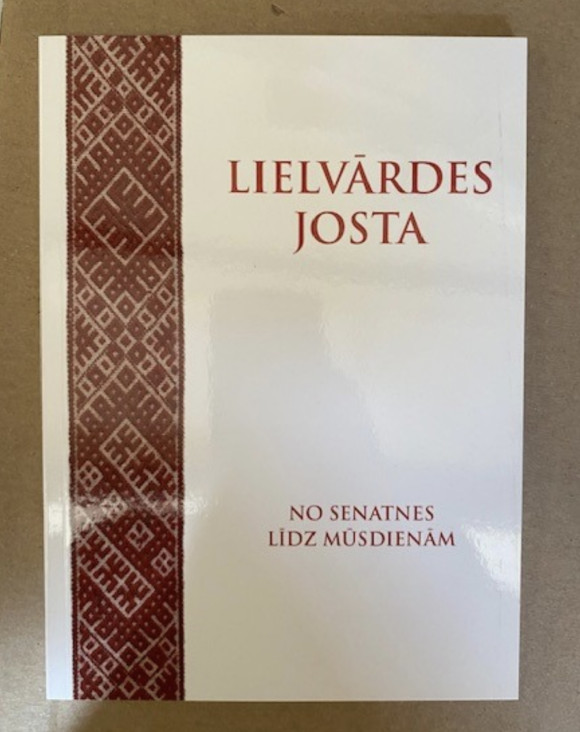 LIELVĀRDES
JOSTA
NO SENATNES
LĪDZ MŪSDIENĀM